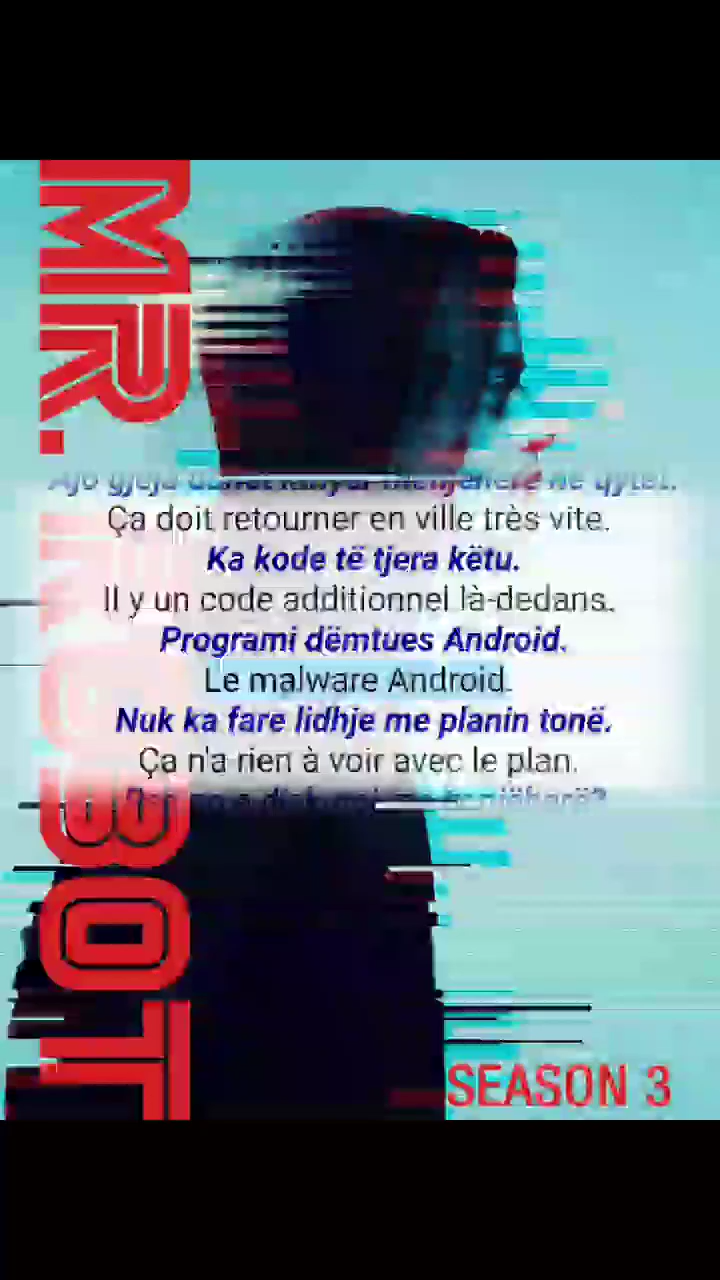 MR. ROBOT
Ça doit retourner en ville très vite.
Ka kode të tjera këtu.
Il y un code additionnel là-dedans.
Programi dëmtues Android.
Le malware Android.
Nuk ka fare lidhje me planin tonë.
Ça n'a rien à voir avec le plan.
SEASON 3